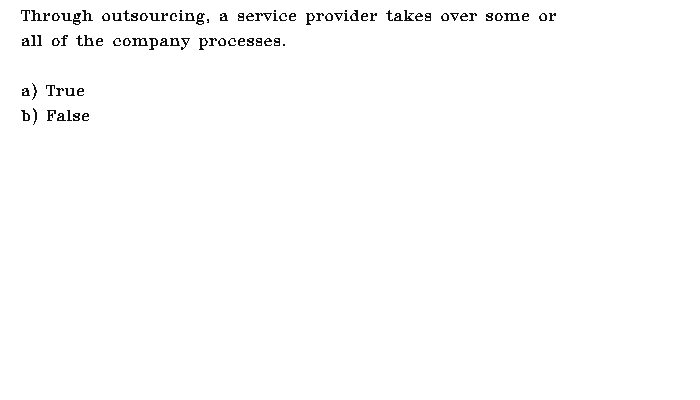 Through outsourcing, a service provider takes over some or
all of the company processes.
a) True
b) False